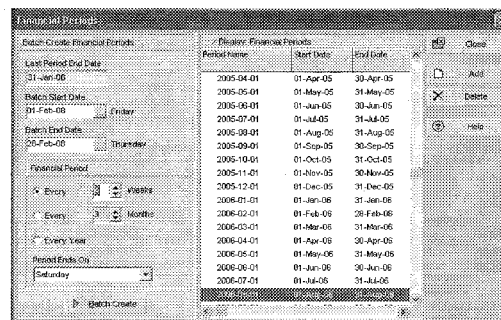 Financial Periods
Batch Create Financial Periods
Last Period End Date
31-Jan-08
Batch Start Date
01-Feb-08 Friday
Batch End Date
28-Feb-08 Thursday
Financial Period
Every 2 Weeks
Every 3 Months
Every Year
Period Ends On
Saturday
Batch Create
Display: Financial Periods
Period Name Start Date End Date
2005-04-01 01-Apr-05 30-Apr-05
2005-05-01 01-May-05 31-May-05
2005-06-01 01-Jun-05 30-Jun-05
2005-07-01 01-Jul-05 31-Jul-05
2005-08-01 01-Aug-05 31-Aug-05
2005-09-01 01-Sep-05 30-Sep-05
2005-10-01 01-Oct-05 31-Oct-05
2005-11-01 01-Nov-05 30-Nov-05
2005-12-01 01-Dec-05 31-Dec-05
2006-01-01 01-Jan-06 31-Jan-06
2006-02-01 01-Feb-06 28-Feb-06
2006-03-01 01-Mar-06 31-Mar-06
2006-04-01 01-Apr-06 30-Apr-06
2006-05-01 01-May-06 31-May-06
2006-06-01 01-Jun-06 30-Jun-06
2006-07-01 01-Jul-06 31-Jul-06
Close
Add
Delete
Help